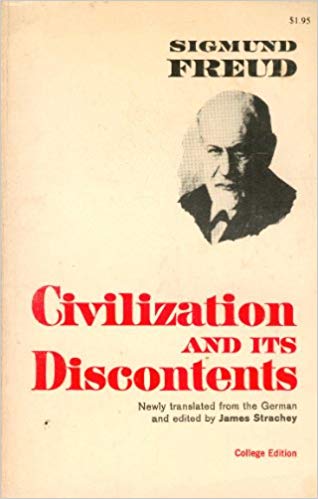 $1.95
SIGMUND
FREUD
Civilization
AND ITS
Discontents
Newly translated from the German
and edited by James Strachey
College Edition